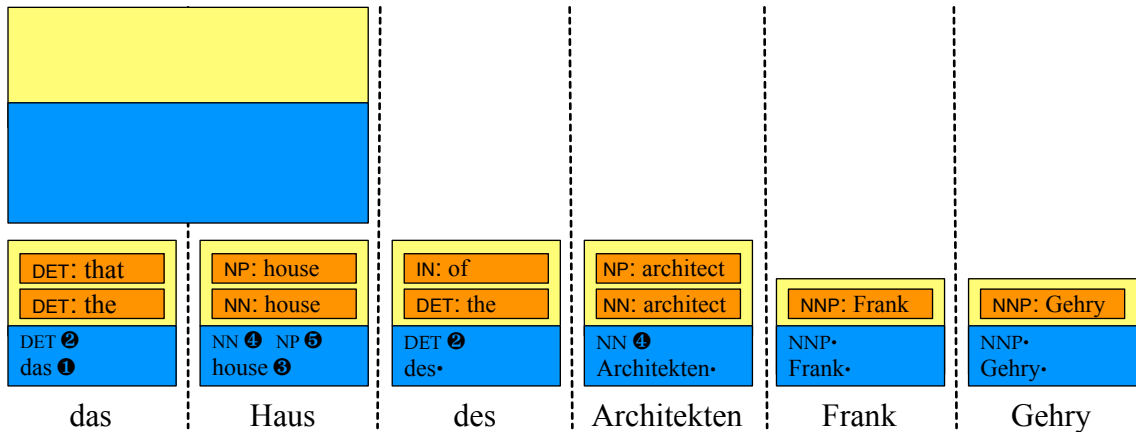 DET: that
DET: the
DET ❷
das ❶
NP: house
NN: house
NN ❹ NP ❺
house ❸
IN: of
DET: the
DET ❷
des•
NP: architect
NN: architect
NN ❹
Architekten•
NNP: Frank
NNP•
Frank•
NNP: Gehry
NNP•
Gehry•
das Haus des Architekten Frank Gehry